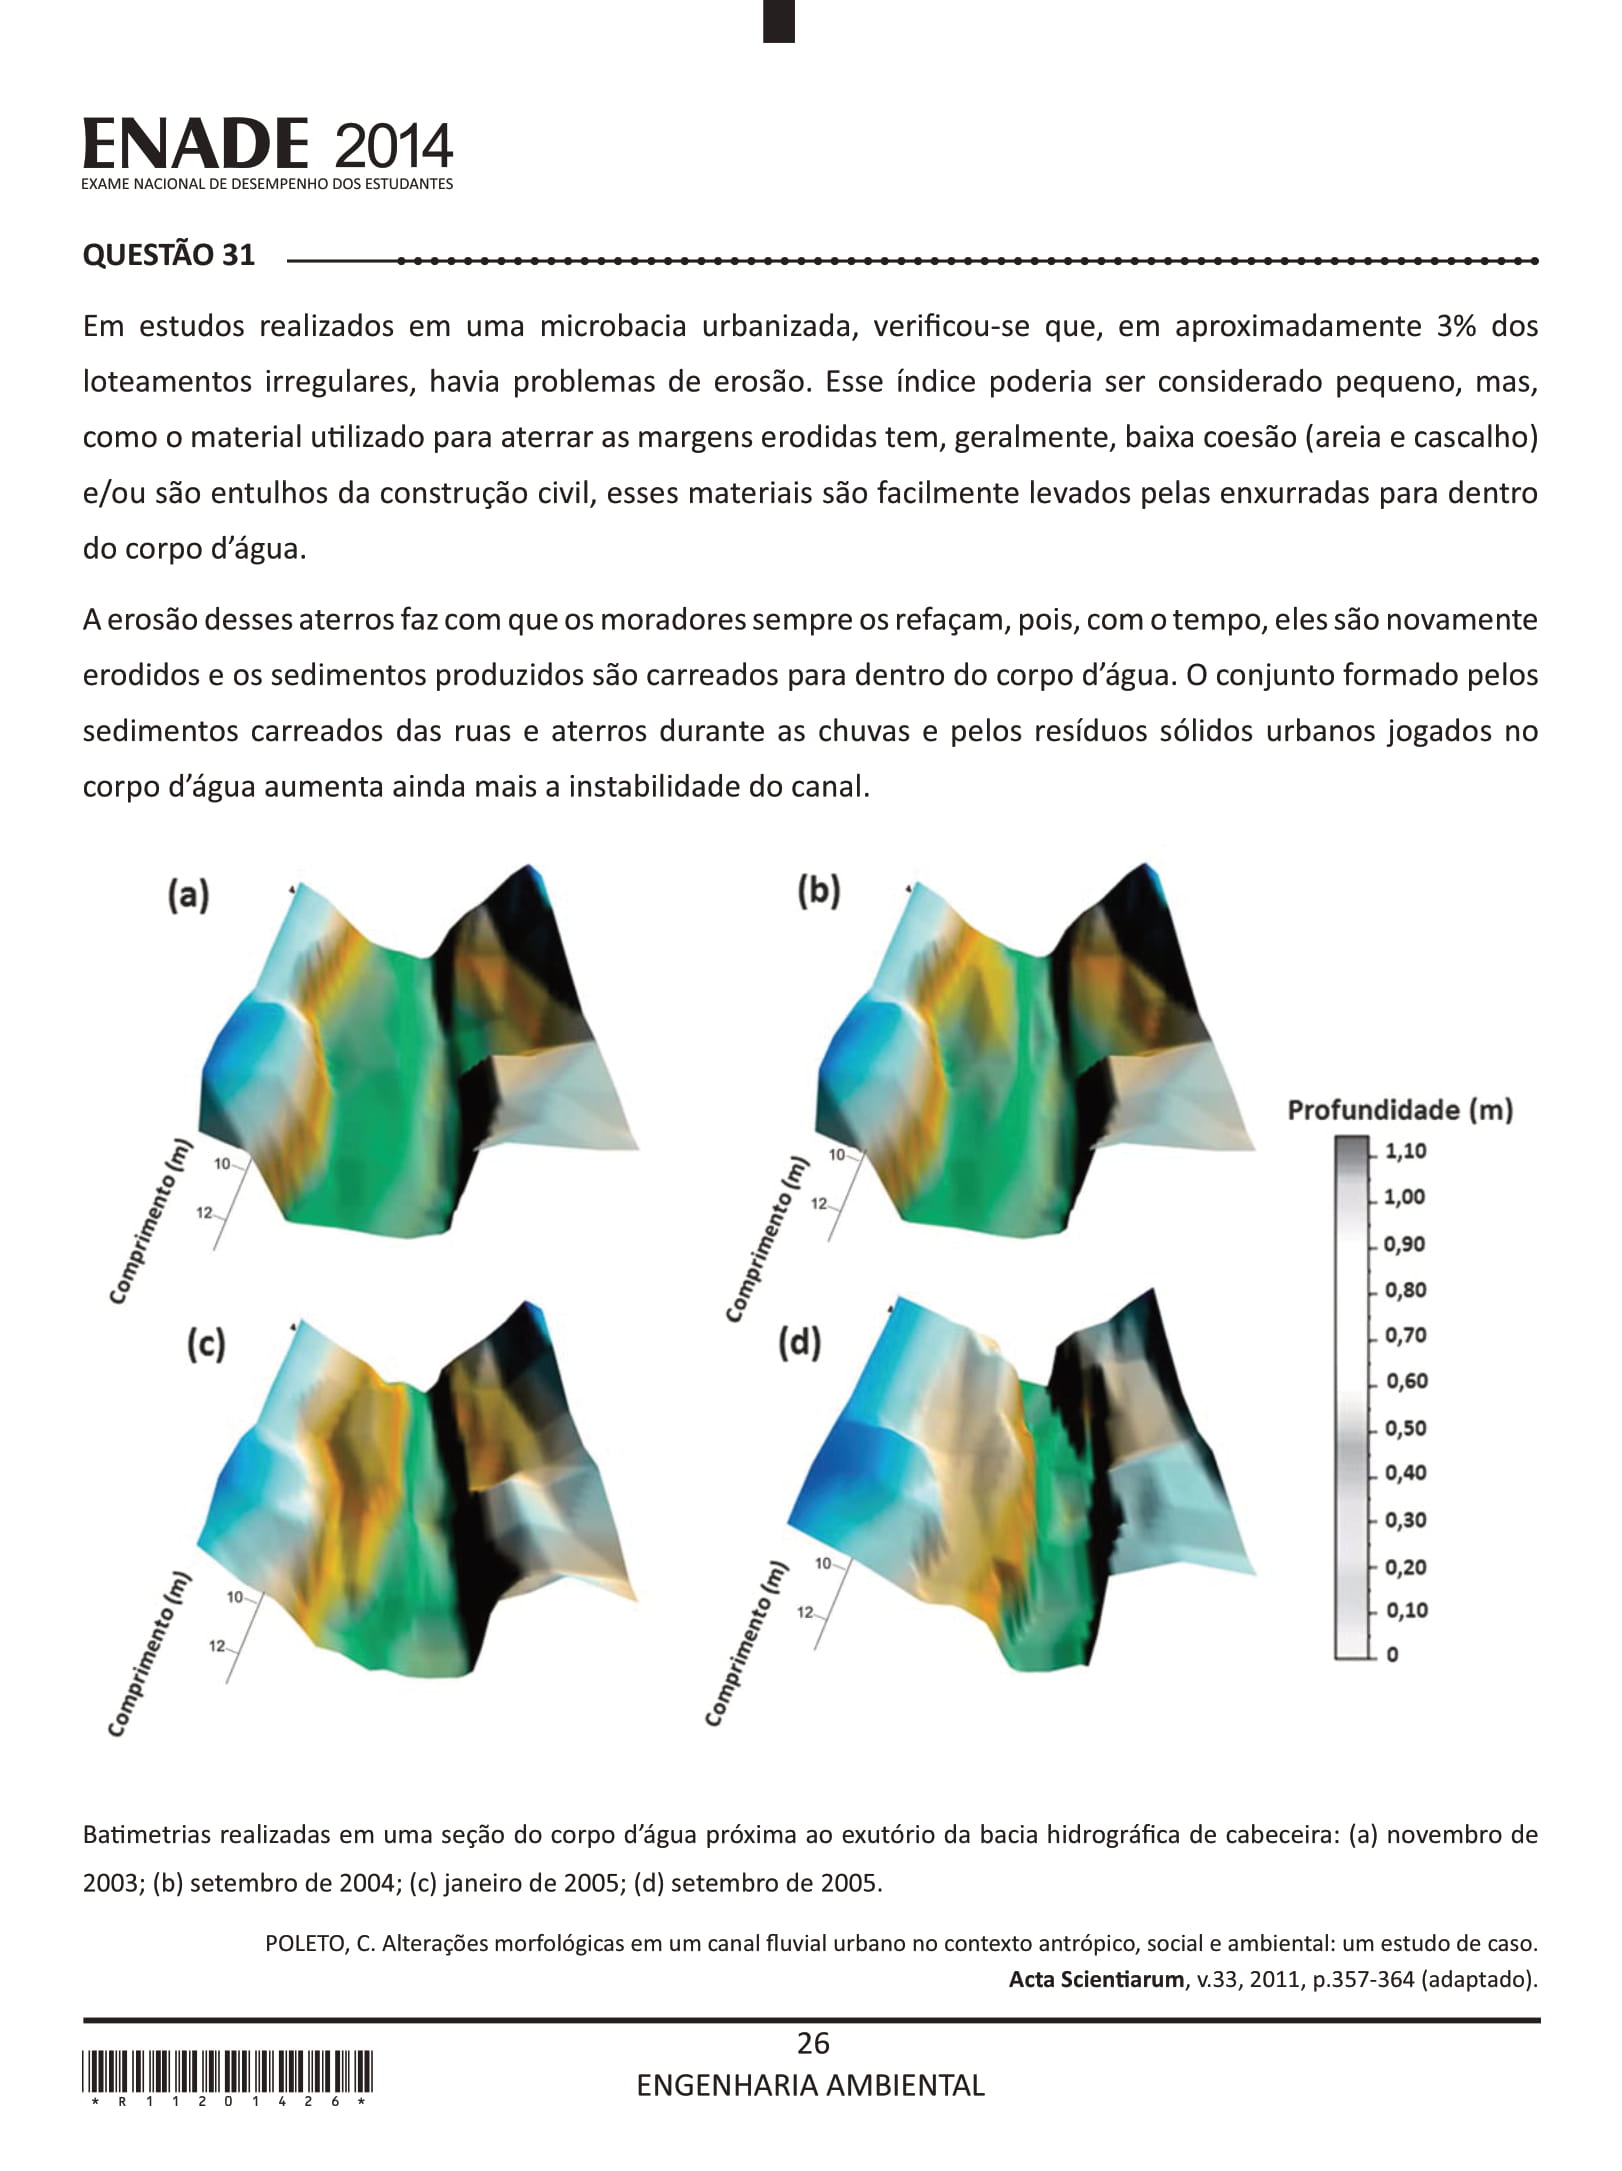 ENADE 2014
EXAME NACIONAL DE DESEMPENHO DOS ESTUDANTES
QUESTÃO 31
Em estudos realizados em uma microbacia urbanizada, verificou-se que, em aproximadamente 3% dos
loteamentos irregulares, havia problemas de erosão. Esse índice poderia ser considerado pequeno, mas,
como o material utilizado para aterrar as margens erodidas tem, geralmente, baixa coesão (areia e cascalho)
e/ou são entulhos da construção civil, esses materiais são facilmente levados pelas enxurradas para dentro
do corpo d’água.
A erosão desses aterros faz com que os moradores sempre os refaçam, pois, com o tempo, eles são novamente
erodidos e os sedimentos produzidos são carreados para dentro do corpo d’água. O conjunto formado pelos
sedimentos carreados das ruas e aterros durante as chuvas e pelos resíduos sólidos urbanos jogados no
corpo d’água aumenta ainda mais a instabilidade do canal.
(a)
10
12
Comprimento (m)
(b)
10
12
Comprimento (m)
(c)
10
12
Comprimento (m)
(d)
10
12
Comprimento (m)
Profundidade (m)
1,10
1,00
0,90
0,80
0,70
0,60
0,50
0,40
0,30
0,20
0,10
0
Batimetrias realizadas em uma seção do corpo d’água próxima ao exutório da bacia hidrográfica de cabeceira: (a) novembro de
2003; (b) setembro de 2004; (c) janeiro de 2005; (d) setembro de 2005.
POLETO, C. Alterações morfológicas em um canal fluvial urbano no contexto antrópico, social e ambiental: um estudo de caso.
Acta Scientiarum, v.33, 2011, p.357-364 (adaptado).
26
ENGENHARIA AMBIENTAL
* R 1 1 2 0 1 4 2 6 *